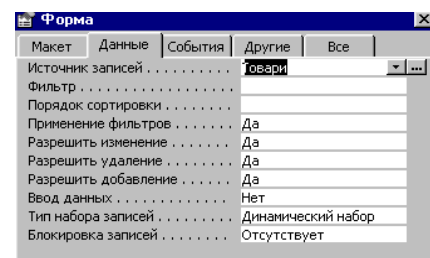 Форма
Макет Данные События Другие Все
Источник записей . . . . . . . . . . Товари
Фильтр . . . . . . . . . . . . . . . . . .
Порядок сортировки . . . . . . . .
Применение фильтров . . . . . . . Да
Разрешить изменение . . . . . . . Да
Разрешить удаление . . . . . . . . Да
Разрешить добавление . . . . . . Да
Ввод данных . . . . . . . . . . . . . Нет
Тип набора записей . . . . . . . . . Динамический набор
Блокировка записей . . . . . . . . Отсутствует